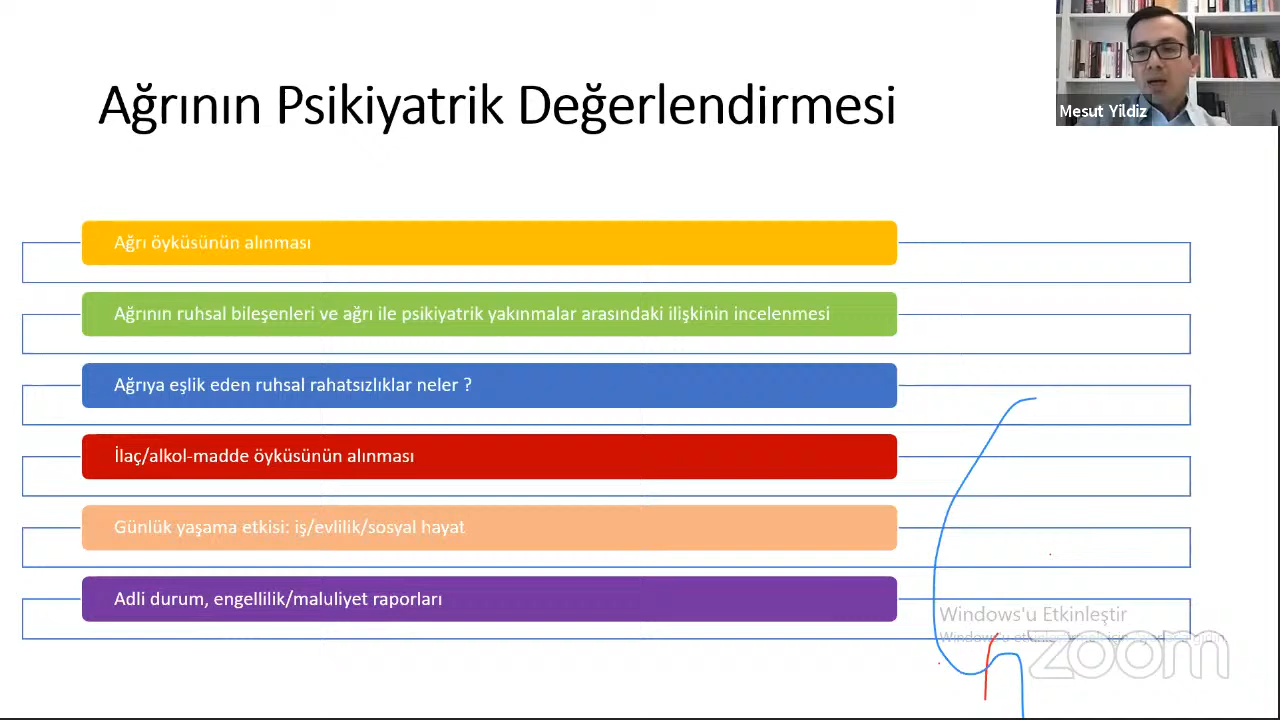 Ağrının Psikiyatrik Değerlendirmesi
Mesut Yildiz
Ağrı öyküsünün alınması
Ağrının ruhsal bileşenleri ve ağrı ile psikiyatrik yakınmalar arasındaki ilişkinin incelenmesi
Ağrıya eşlik eden ruhsal rahatsızlıklar neler ?
İlaç/alkol-madde öyküsünün alınması
Günlük yaşama etkisi: iş/evlilik/sosyal hayat
Adli durum, engellilik/maluliyet raporları
Windows'u Etkinleştir
Windows'u
zoom